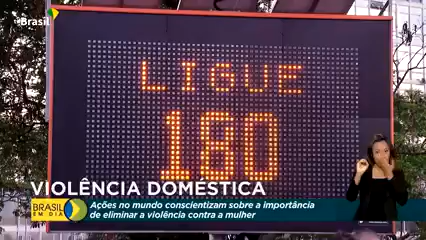 Brasil
LIGUE
180
VIOLÊNCIA DOMÉSTICA
BRASIL
EM DIA
Ações no mundo conscientizam sobre a importância
de eliminar a violência contra a mulher